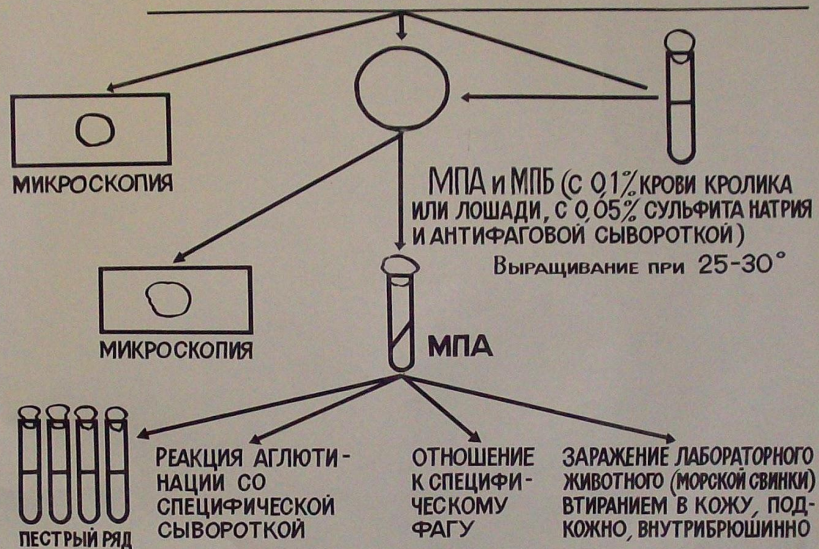 МИКРОСКОПИЯ
МПА и МПБ (С 0,1% КРОВИ КРОЛИКА
ИЛИ ЛОШАДИ, С 0,05% СУЛЬФИТА НАТРИЯ
И АНТИФАГОВОЙ СЫВОРОТКОЙ)
ВЫРАЩИВАНИЕ ПРИ 25-30°
МИКРОСКОПИЯ
МПА
ПЕСТРЫЙ РЯД
РЕАКЦИЯ АГЛЮТИ-
НАЦИИ СО
СПЕЦИФИЧЕСКОЙ
СЫВОРОТКОЙ
ОТНОШЕНИЕ
К СПЕЦИФИ-
ЧЕСКОМУ
ФАГУ
ЗАРАЖЕНИЕ ЛАБОРАТОРНОГО
ЖИВОТНОГО (МОРСКОЙ СВИНКИ)
ВТИРАНИЕМ В КОЖУ, ПОД-
КОЖНО, ВНУТРИБРЮШИННО